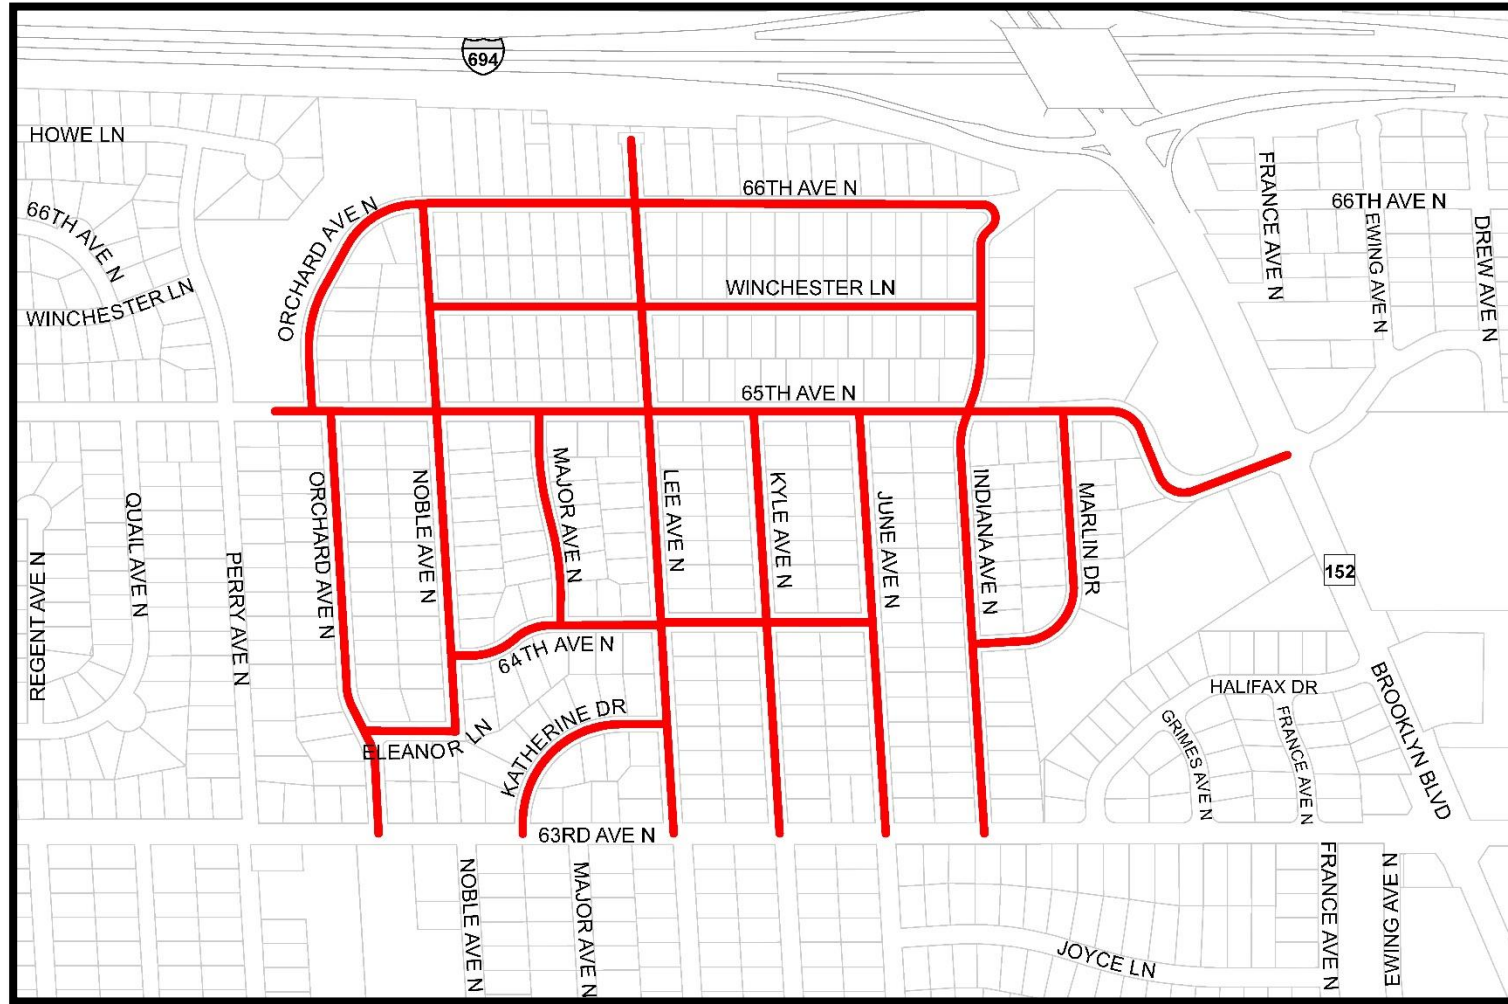 694
HOWE LN
66TH AVE N
WINCHESTER LN
ORCHARD AVE N
66TH AVE N
WINCHESTER LN
65TH AVE N
FRANCE AVE N
66TH AVE N
EWING AVE N
DREW AVE N
REGENT AVE N
QUAIL AVE N
PERRY AVE N
ORCHARD AVE N
NOBLE AVE N
MAJOR AVE N
LEE AVE N
KYLE AVE N
JUNE AVE N
INDIANA AVE N
MARLIN DR
152
64TH AVE N
ELEANOR LN
KATHERINE DR
HALIFAX DR
GRIMES AVE N
FRANCE AVE N
BROOKLYN BLVD
63RD AVE N
NOBLE AVE N
MAJOR AVE N
JOYCE LN
FRANCE AVE N
EWING AVE N